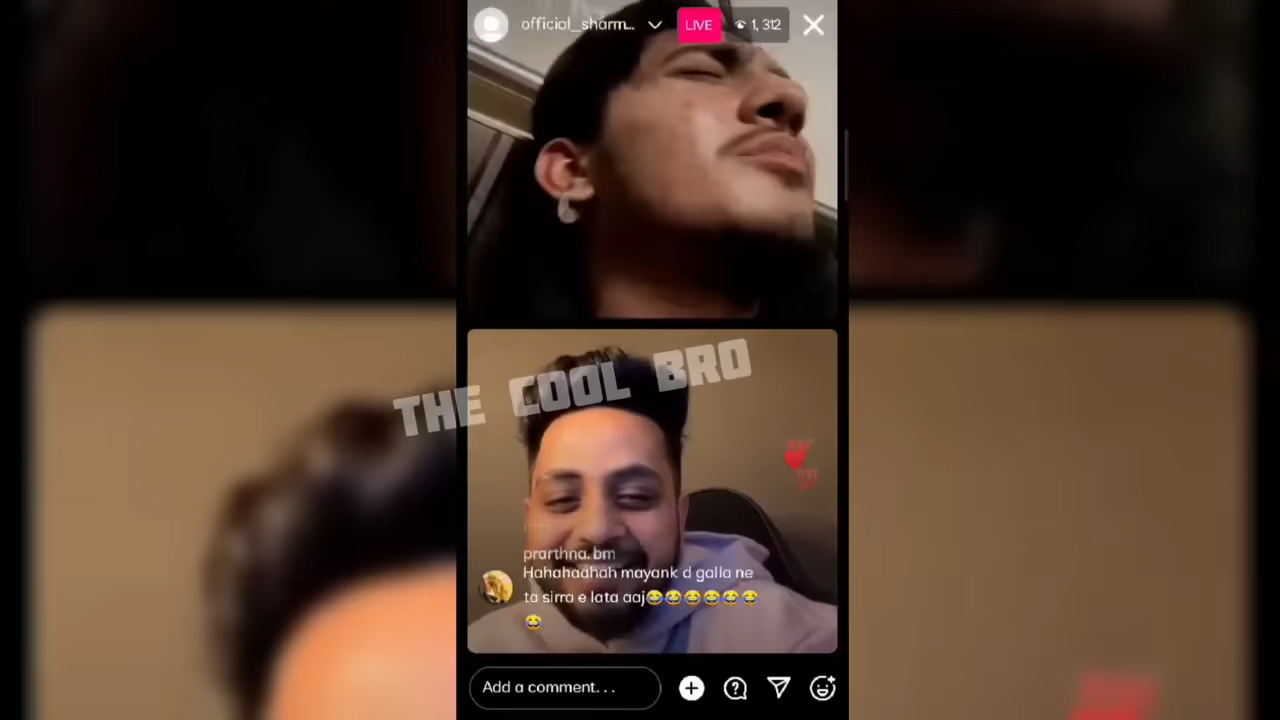 official_sharm...
LIVE
1,312
THE COOL BRO
prarthna.bm
Hahahaahah mayank d galla ne
ta sirra e lata aaj😂😂😂😂😂😂
😂
Add a comment...